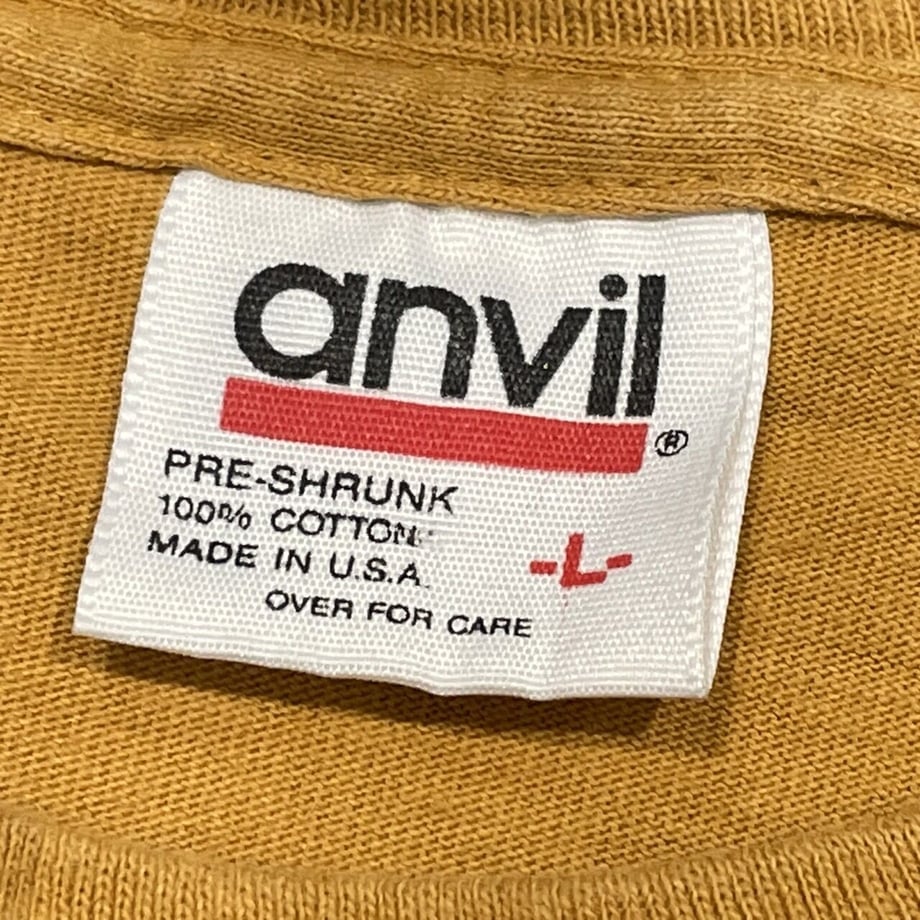 anvil®
PRE-SHRUNK
100% COTTON
MADE IN U.S.A.
-L-
OVER FOR CARE